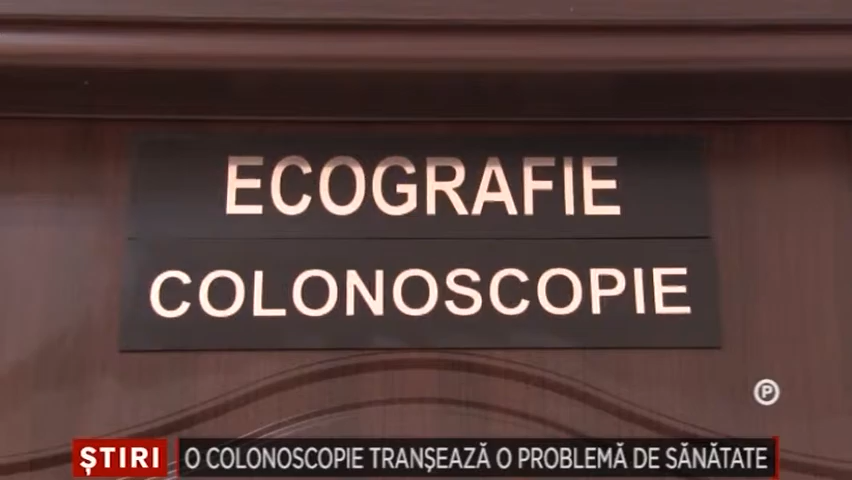 ECOGRAFIE
COLONOSCOPIE
P
ȘTIRI O COLONOSCOPIE TRANȘEAZĂ O PROBLEMĂ DE SĂNĂTATE